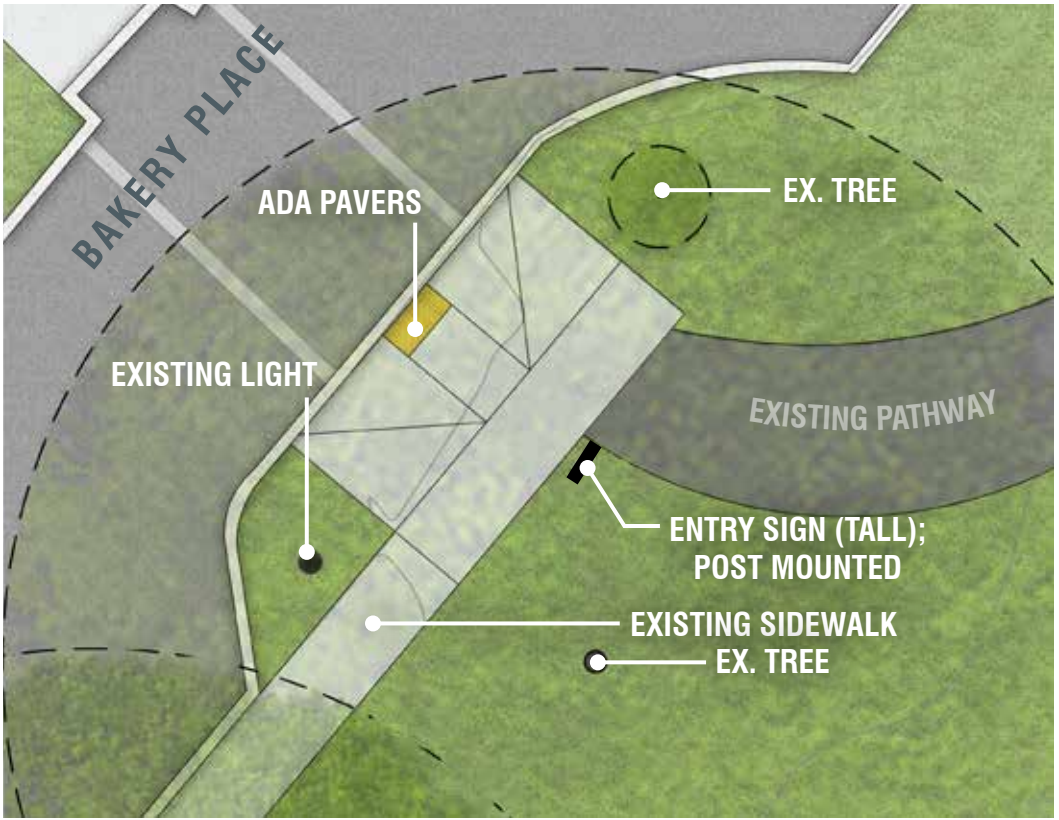 BAKERY PLACE
ADA PAVERS
EX. TREE
EXISTING LIGHT
EXISTING PATHWAY
ENTRY SIGN (TALL);
POST MOUNTED
EXISTING SIDEWALK
EX. TREE